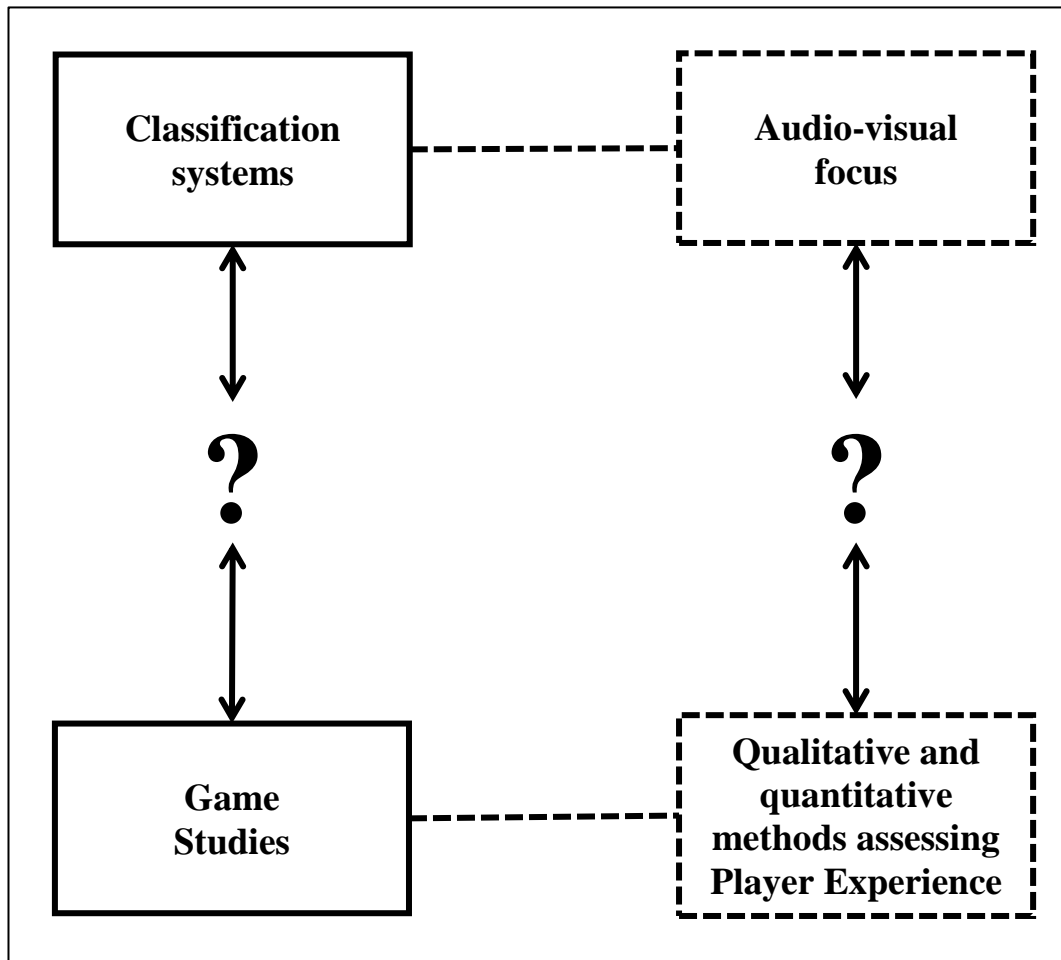 Classification
systems
Audio-visual
focus
?
?
Game
Studies
Qualitative and
quantitative
methods assessing
Player Experience